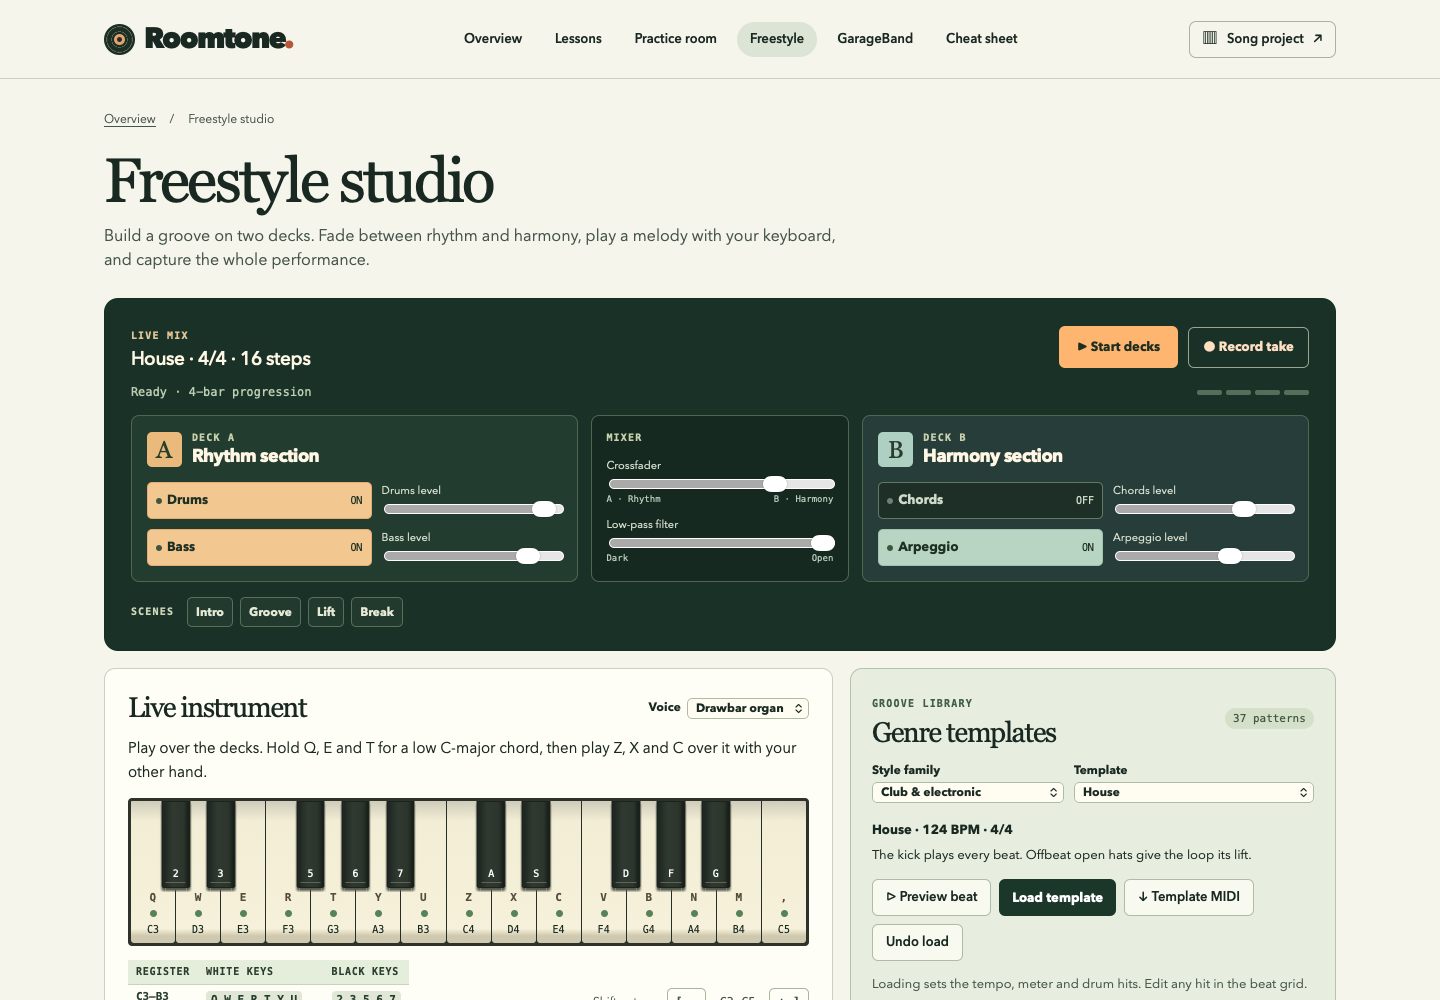 Roomtone.
Overview
Lessons
Practice room
Freestyle
GarageBand
Cheat sheet
Song project ↗
Overview / Freestyle studio
Freestyle studio
Build a groove on two decks. Fade between rhythm and harmony, play a melody with your keyboard,
and capture the whole performance.
LIVE MIX
House · 4/4 · 16 steps
Start decks
Record take
Ready · 4-bar progression
A
DECK A
Rhythm section
Drums ON
Drums level
Bass ON
Bass level
MIXER
Crossfader
A · Rhythm B · Harmony
Low-pass filter
Dark Open
B
DECK B
Harmony section
Chords OFF
Chords level
Arpeggio ON
Arpeggio level
SCENES Intro Groove Lift Break
Live instrument
Voice Drawbar organ
Play over the decks. Hold Q, E and T for a low C-major chord, then play Z, X and C over it with your
other hand.
2 3 5 6 7 A S D F G
Q W E R T Y U Z X C V B N M ,
C3 D3 E3 F3 G3 A3 B3 C4 D4 E4 F4 G4 A4 B4 C5
REGISTER WHITE KEYS BLACK KEYS
C3–B3 Q W E R T Y U 2 3 5 6 7
GROOVE LIBRARY
Genre templates
37 patterns
Style family
Club & electronic
Template
House
House · 124 BPM · 4/4
The kick plays every beat. Offbeat open hats give the loop its lift.
Preview beat
Load template
↓ Template MIDI
Undo load
Loading sets the tempo, meter and drum hits. Edit any hit in the beat grid.